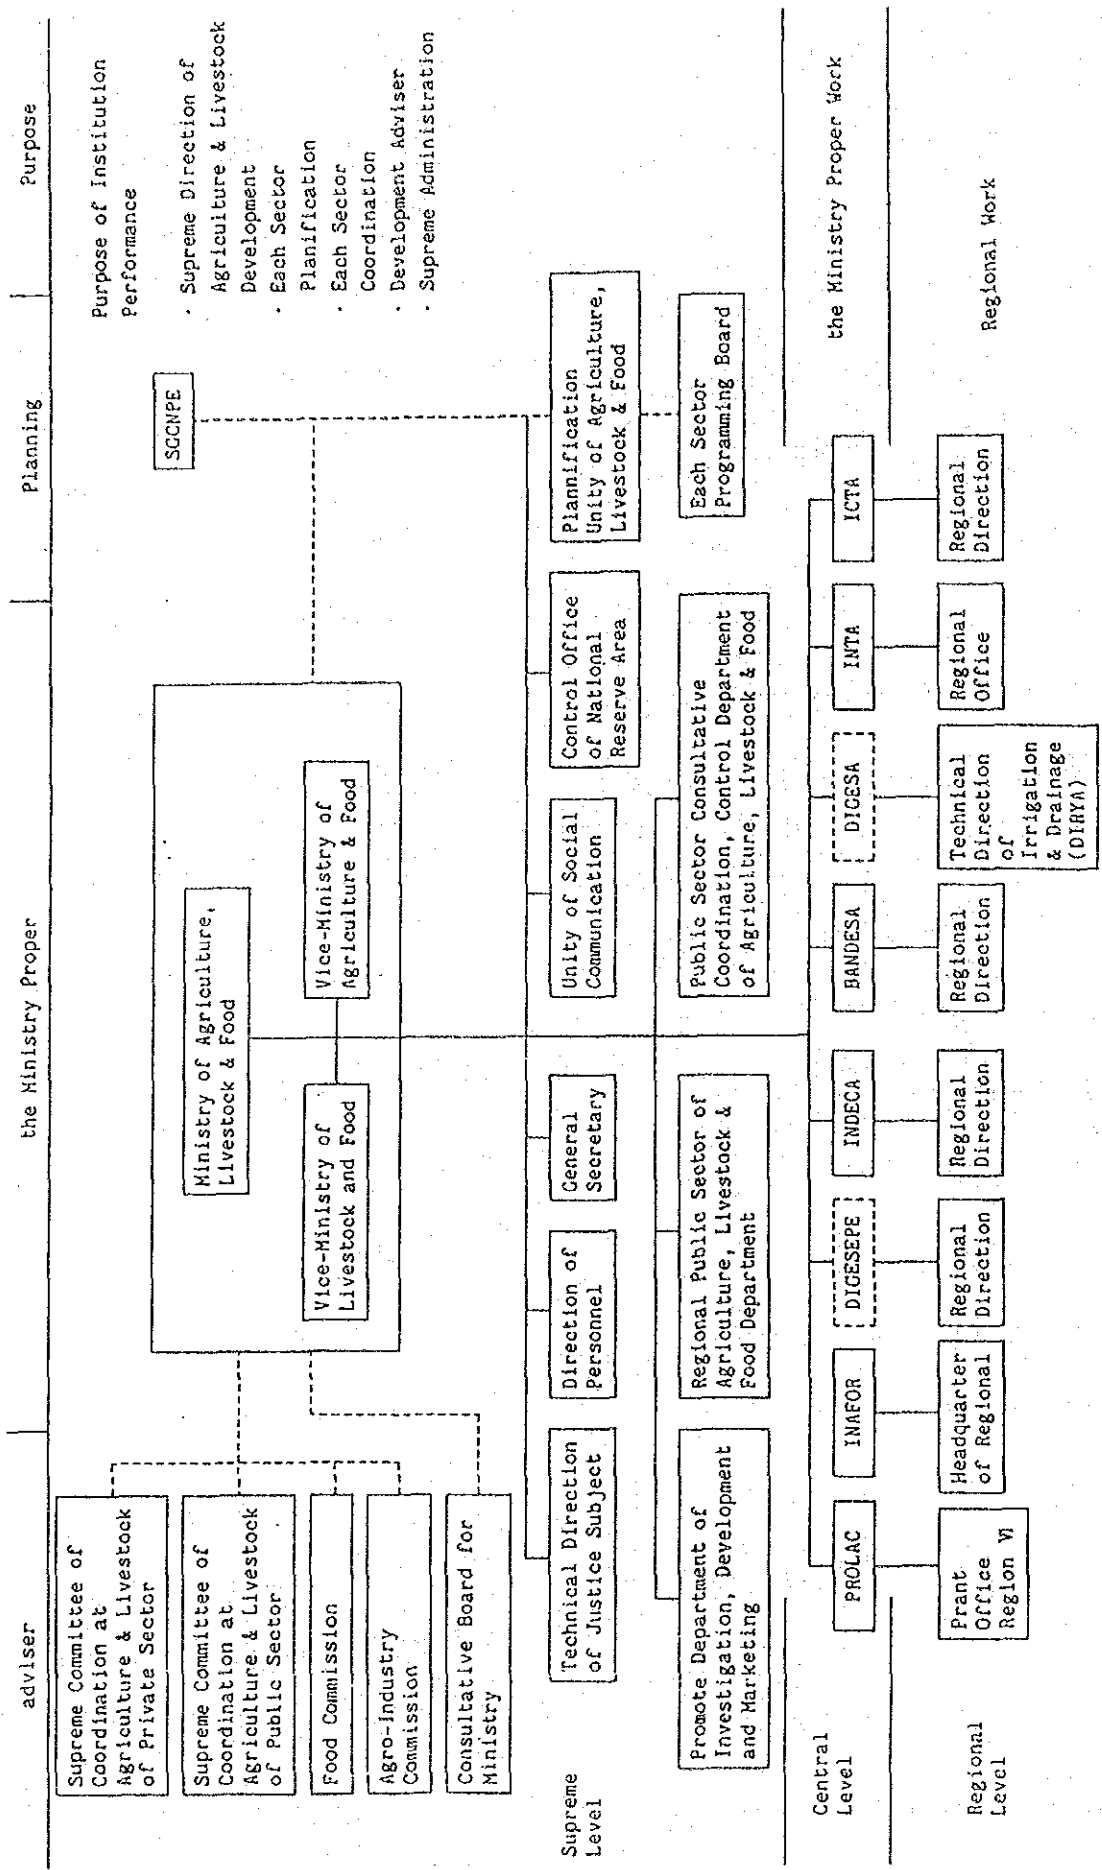 adviser
the Ministry Proper
Planning
Purpose
Supreme Committee of
Coordination at
Agriculture & Livestock
of Private Sector
Supreme Committee of
Coordination at
Agriculture & Livestock
of Public Sector
Food Commission
Agro-Industry
Commission
Consultative Board for
Ministry
Ministry of Agriculture,
Livestock & Food
Vice-Ministry of
Livestock and Food
Vice-Ministry of
Agriculture & Food
SGCNPE
Purpose of Institution
Performance
· Supreme Direction of
Agriculture & Livestock
Development
· Each Sector
Planification
· Each Sector
Coordination
· Development Adviser
· Supreme Administration
Supreme
Level
Technical Direction
of Justice Subject
Direction of
Personnel
General
Secretary
Unity of Social
Communication
Control Office
of National
Reserve Area
Plannification
Unity of Agriculture,
Livestock & Food
Promote Department of
Investigation, Development
and Marketing
Regional Public Sector of
Agriculture, Livestock &
Food Department
Public Sector Consultative
Coordination, Control Department
of Agriculture, Livestock & Food
Each Sector
Programming Board
Central
Level
PROLAC
INAFOR
DIGESEPE
INDECA
BANDESA
DIGESA
INTA
ICTA
the Ministry Proper Work
Regional
Level
Prant
Office
Region VI
Headquarter
of Regional
Regional
Direction
Regional
Direction
Regional
Direction
Technical
Direction
of
Irrigation
& Drainage
(DIRYA)
Regional
Office
Regional
Direction
Regional Work